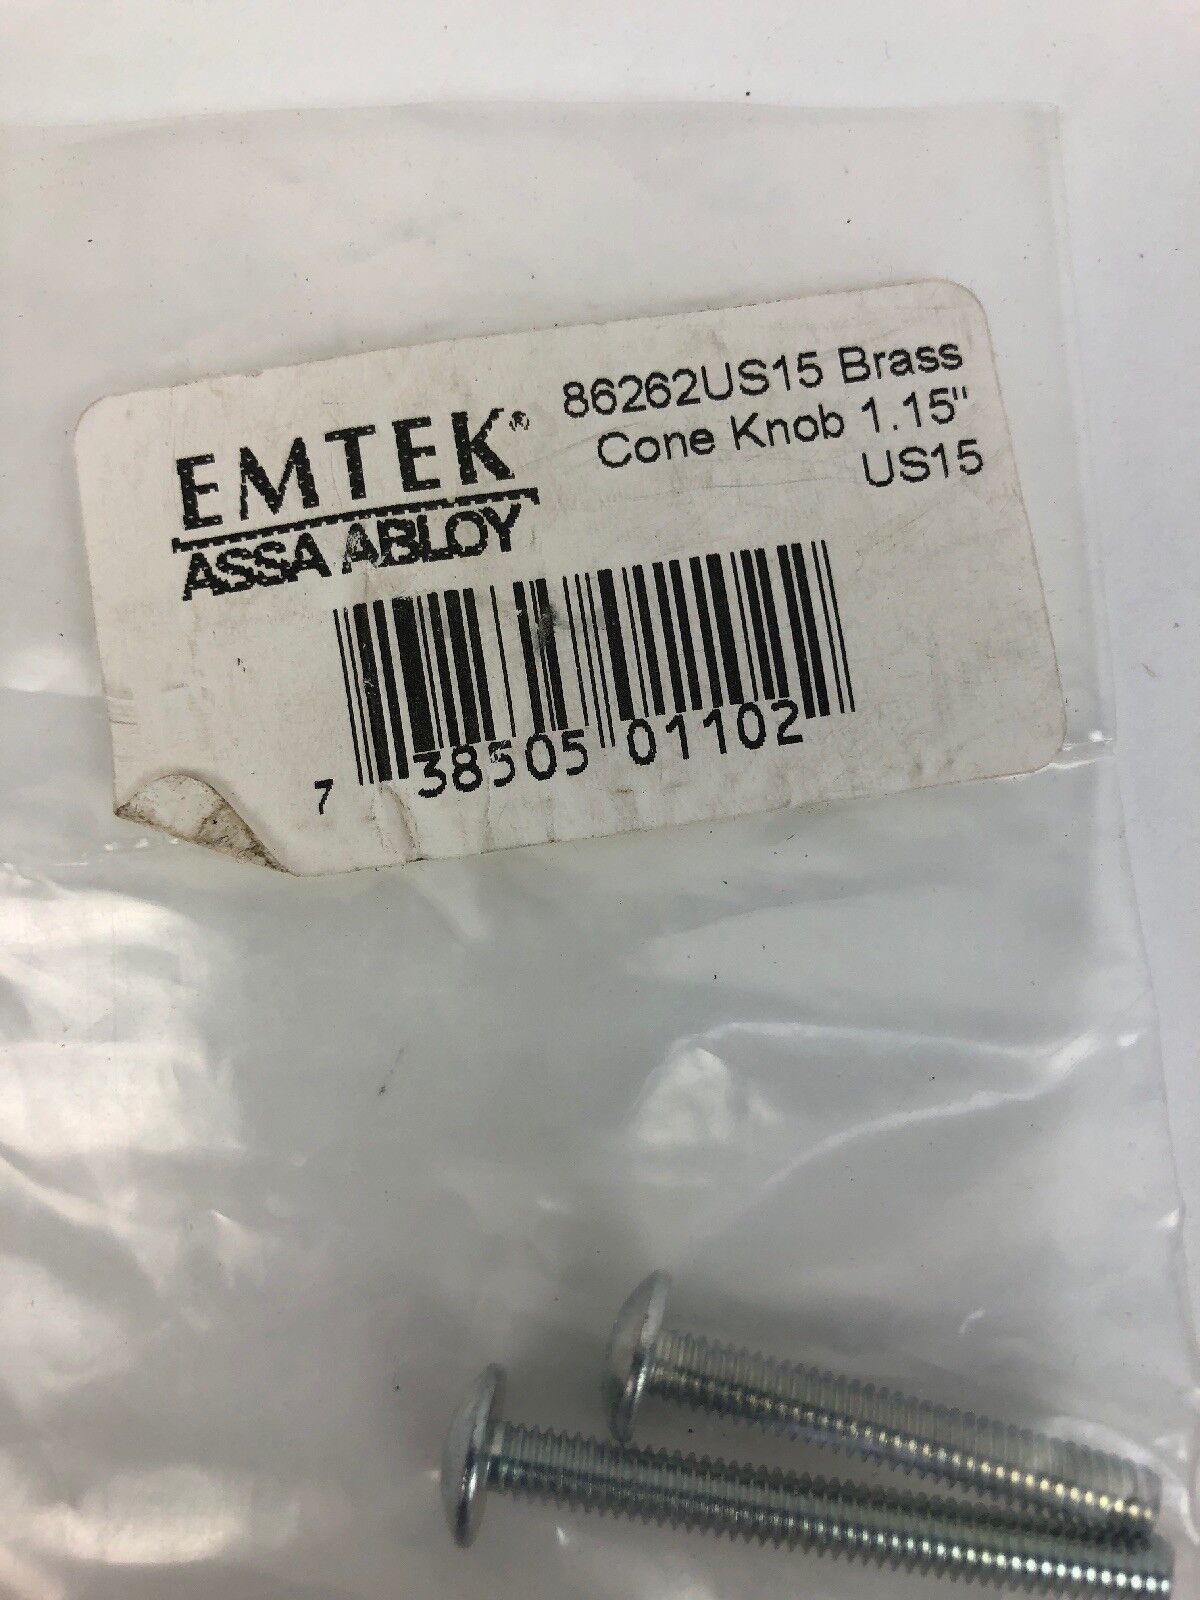 EMTEK®
ASSA ABLOY
86262US15 Brass
Cone Knob 1.15"
US15
7 38505 01102